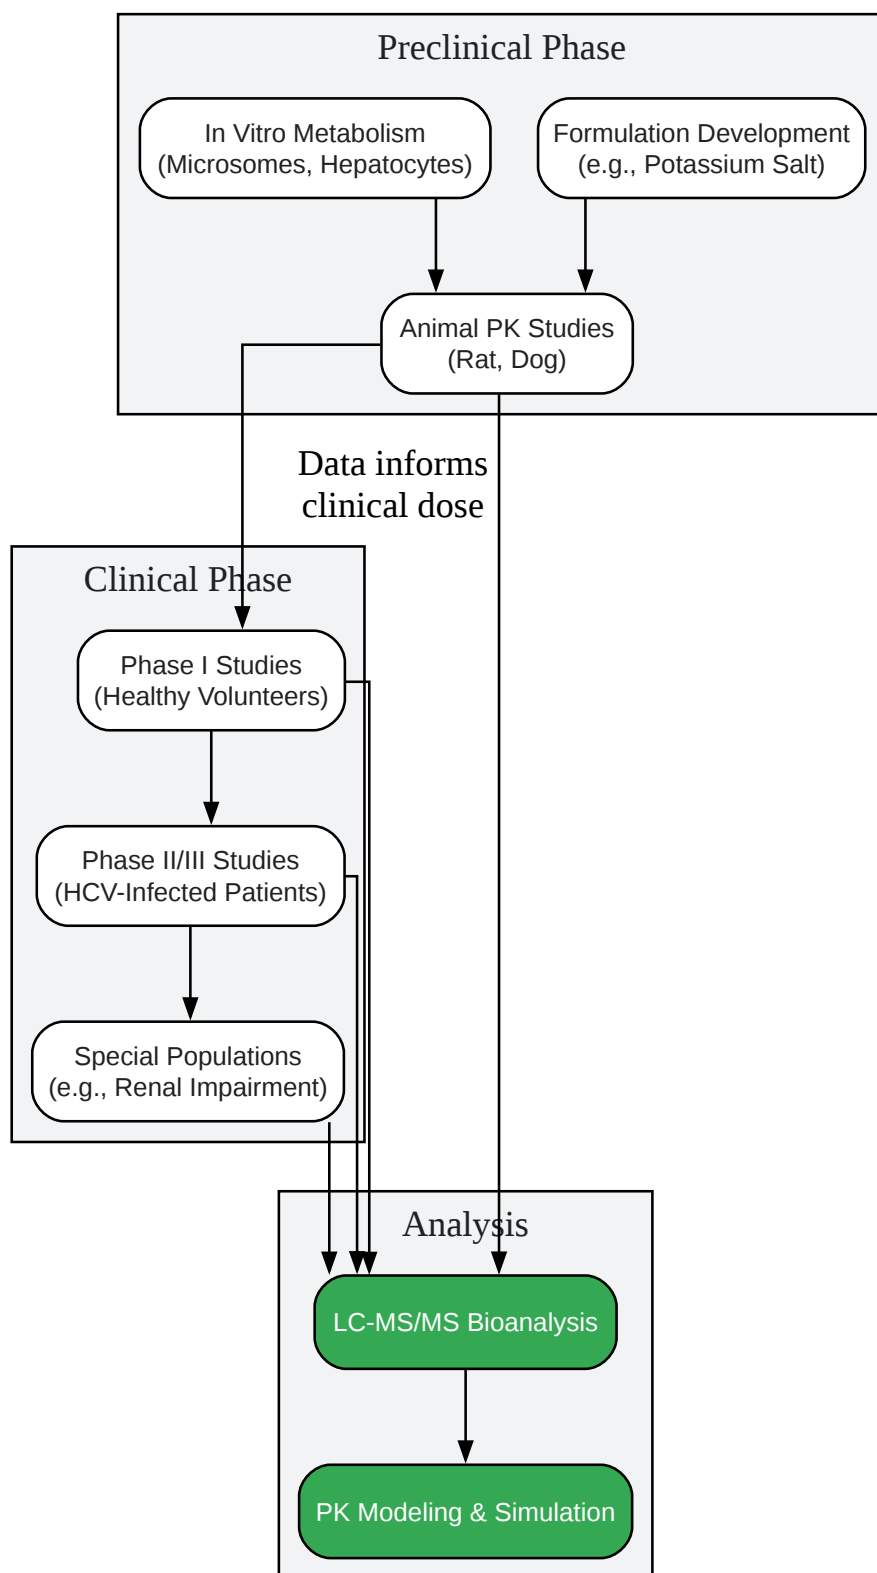 Preclinical Phase
In Vitro Metabolism
(Microsomes, Hepatocytes)
Formulation Development
(e.g., Potassium Salt)
Animal PK Studies
(Rat, Dog)
Data informs
clinical dose
Clinical Phase
Phase I Studies
(Healthy Volunteers)
Phase II/III Studies
(HCV-Infected Patients)
Special Populations
(e.g., Renal Impairment)
Analysis
LC-MS/MS Bioanalysis
PK Modeling & Simulation